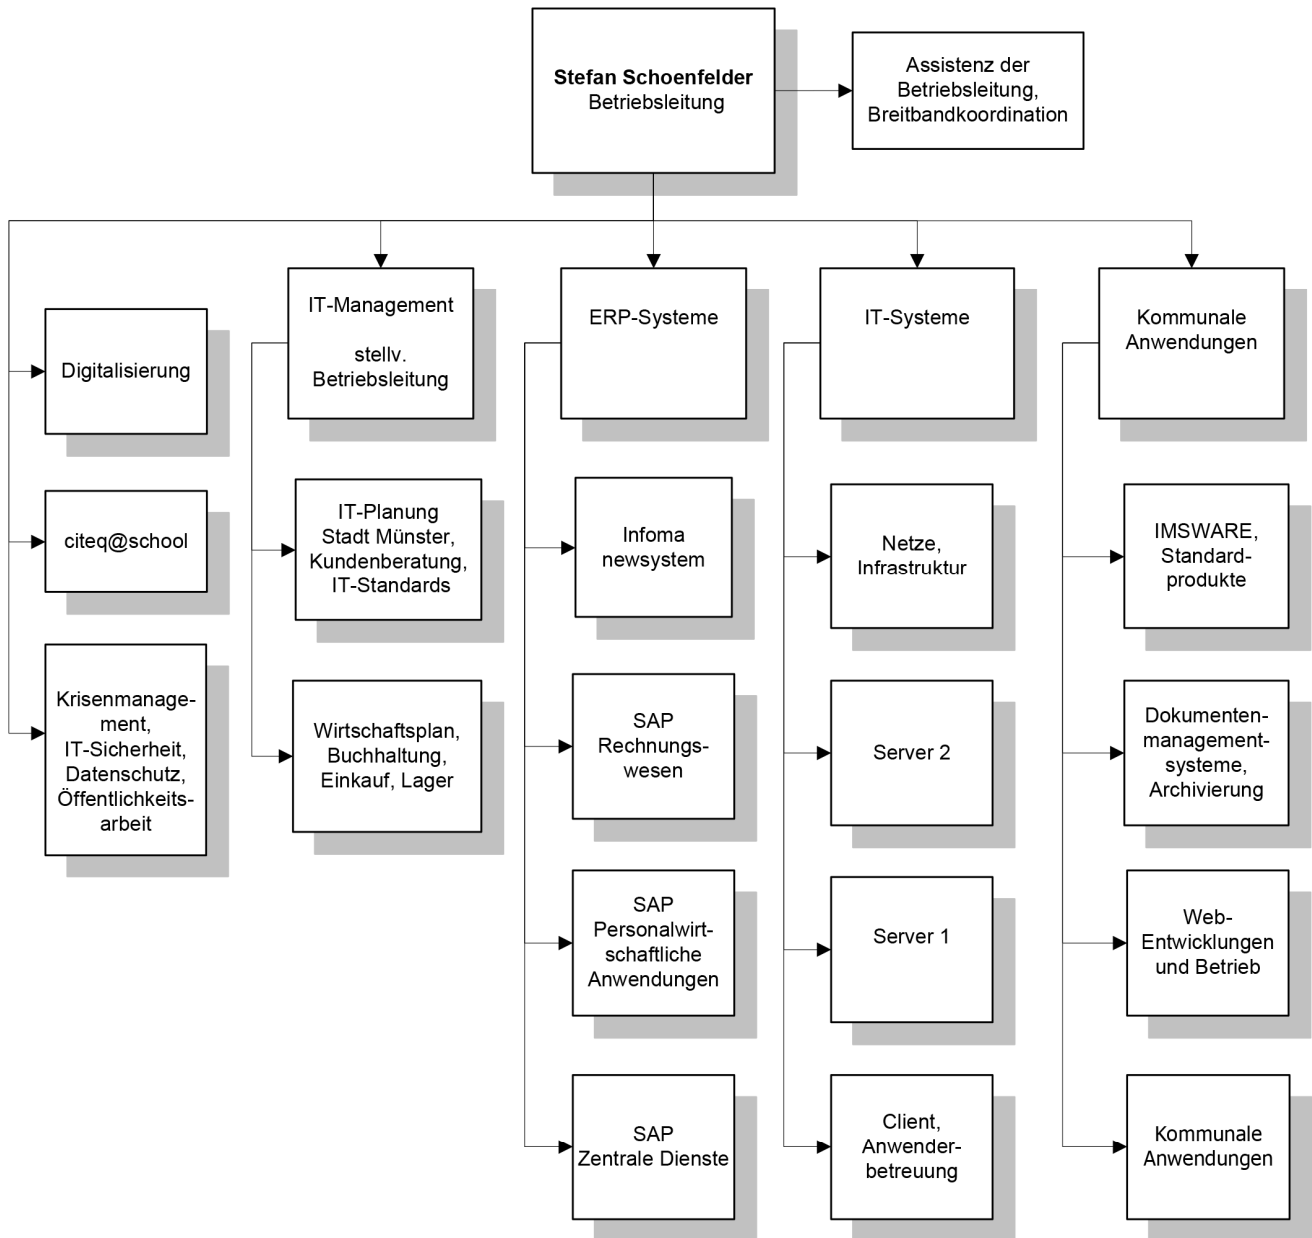 Stefan Schoenfelder
Betriebsleitung
Assistenz der
Betriebsleitung,
Breitbandkoordination
Digitalisierung
citeq@school
Krisenmanage-
ment,
IT-Sicherheit,
Datenschutz,
Öffentlichkeits-
arbeit
IT-Management
stellv.
Betriebsleitung
IT-Planung
Stadt Münster,
Kundenberatung,
IT-Standards
Wirtschaftsplan,
Buchhaltung,
Einkauf, Lager
ERP-Systeme
Infoma
newsystem
SAP
Rechnungs-
wesen
SAP
Personalwirt-
schaftliche
Anwendungen
SAP
Zentrale Dienste
IT-Systeme
Netze,
Infrastruktur
Server 2
Server 1
Client,
Anwender-
betreuung
Kommunale
Anwendungen
IMSWARE,
Standard-
produkte
Dokumenten-
management-
systeme,
Archivierung
Web-
Entwicklungen
und Betrieb
Kommunale
Anwendungen